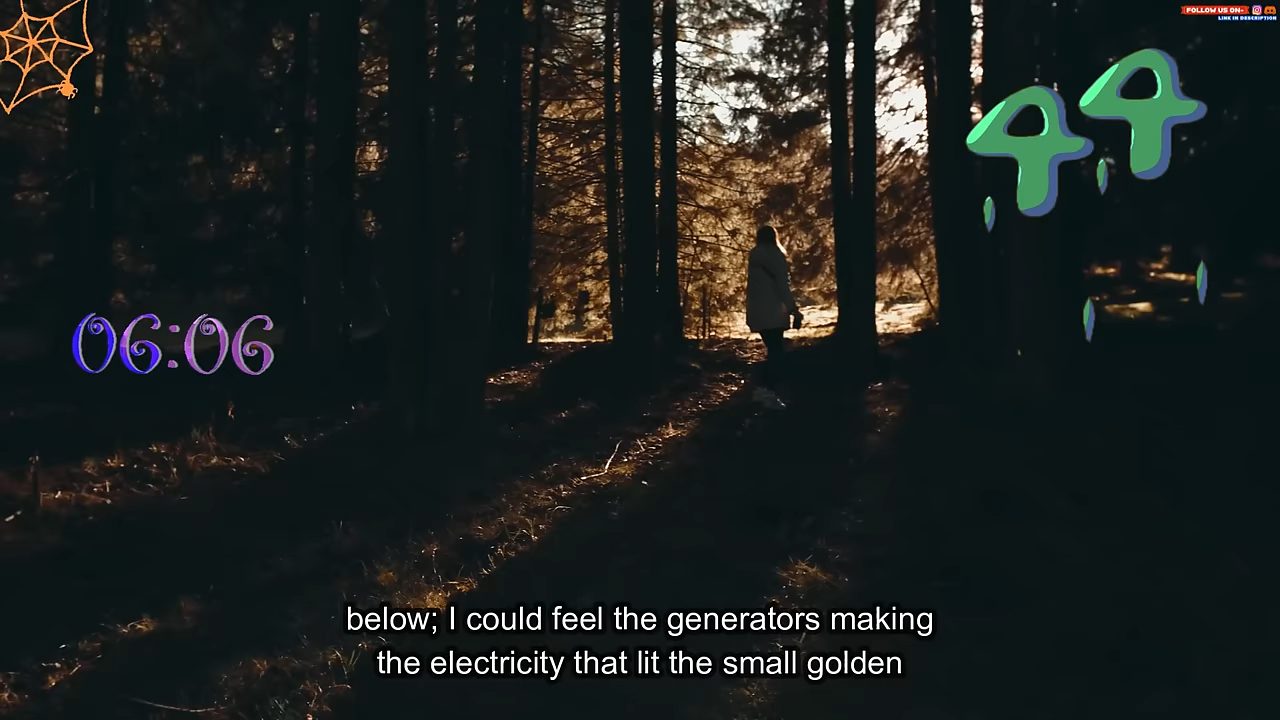 FOLLOW US ON-
LINK IN DESCRIPTION
44
06:06
below; I could feel the generators making
the electricity that lit the small golden